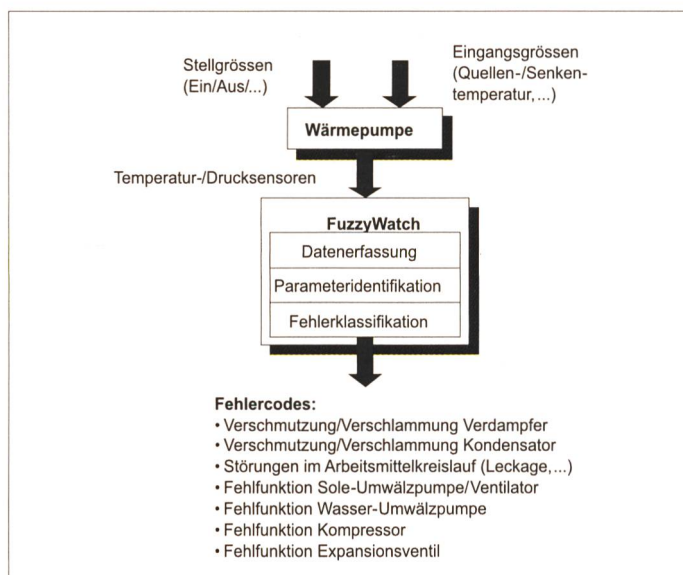 Stellgrössen
(Ein/Aus/...)
Eingangsgrössen
(Quellen-/Senken-
temperatur,...)
Wärmepumpe
Temperatur-/Drucksensoren
FuzzyWatch
Datenerfassung
Parameteridentifikation
Fehlerklassifikation
Fehlercodes:
• Verschmutzung/Verschlammung Verdampfer
• Verschmutzung/Verschlammung Kondensator
• Störungen im Arbeitsmittelkreislauf (Leckage,...)
• Fehlfunktion Sole-Umwälzpumpe/Ventilator
• Fehlfunktion Wasser-Umwälzpumpe
• Fehlfunktion Kompressor
• Fehlfunktion Expansionsventil